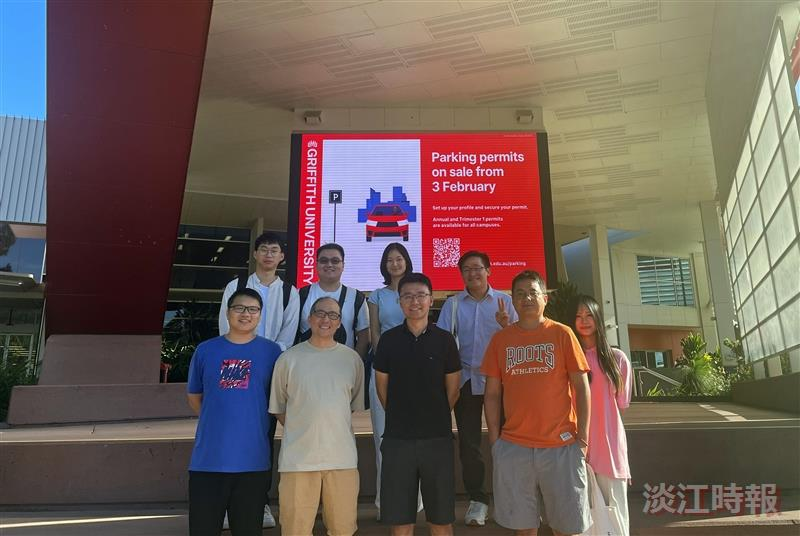 GRIFFITH UNIVERSITY
P
Parking permits
on sale from
3 February
Set up your profile and secure your permit.
Annual and Trimester 1 permits
are available for all campuses.
.edu.au/parking
ROOTS
ATHLETICS
淡江時報